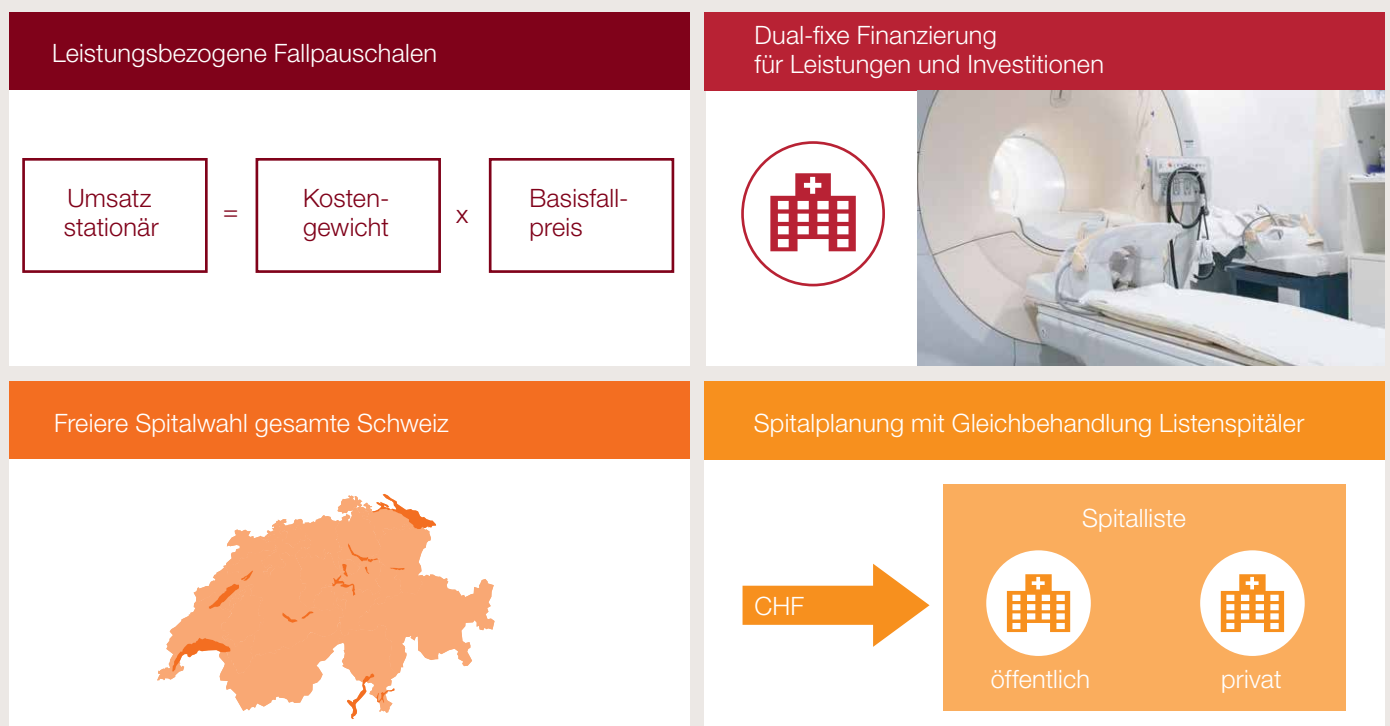 Leistungsbezogene Fallpauschalen
Umsatz
stationär
=
Kosten-
gewicht
x
Basisfall-
preis
Dual-fixe Finanzierung
für Leistungen und Investitionen
Freiere Spitalwahl gesamte Schweiz
Spitalplanung mit Gleichbehandlung Listenspitäler
CHF
Spitalliste
öffentlich
privat